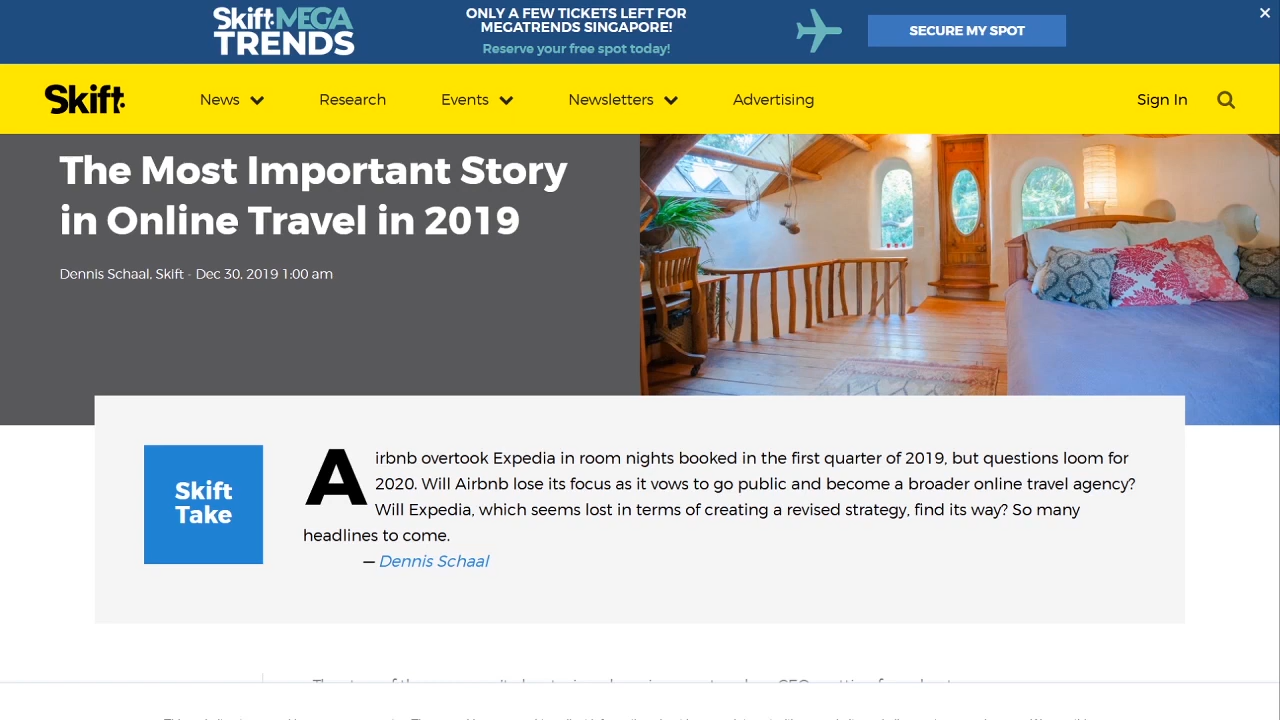 Skift MEGA
TRENDS
ONLY A FEW TICKETS LEFT FOR
MEGATRENDS SINGAPORE!
Reserve your free spot today!
SECURE MY SPOT
Skift
News
Research
Events
Newsletters
Advertising
Sign In
The Most Important Story
in Online Travel in 2019
Dennis Schaal, Skift - Dec 30, 2019 1:00 am
Skift
Take
Airbnb overtook Expedia in room nights booked in the first quarter of 2019, but questions loom for
2020. Will Airbnb lose its focus as it vows to go public and become a broader online travel agency?
Will Expedia, which seems lost in terms of creating a revised strategy, find its way? So many
headlines to come.
— Dennis Schaal